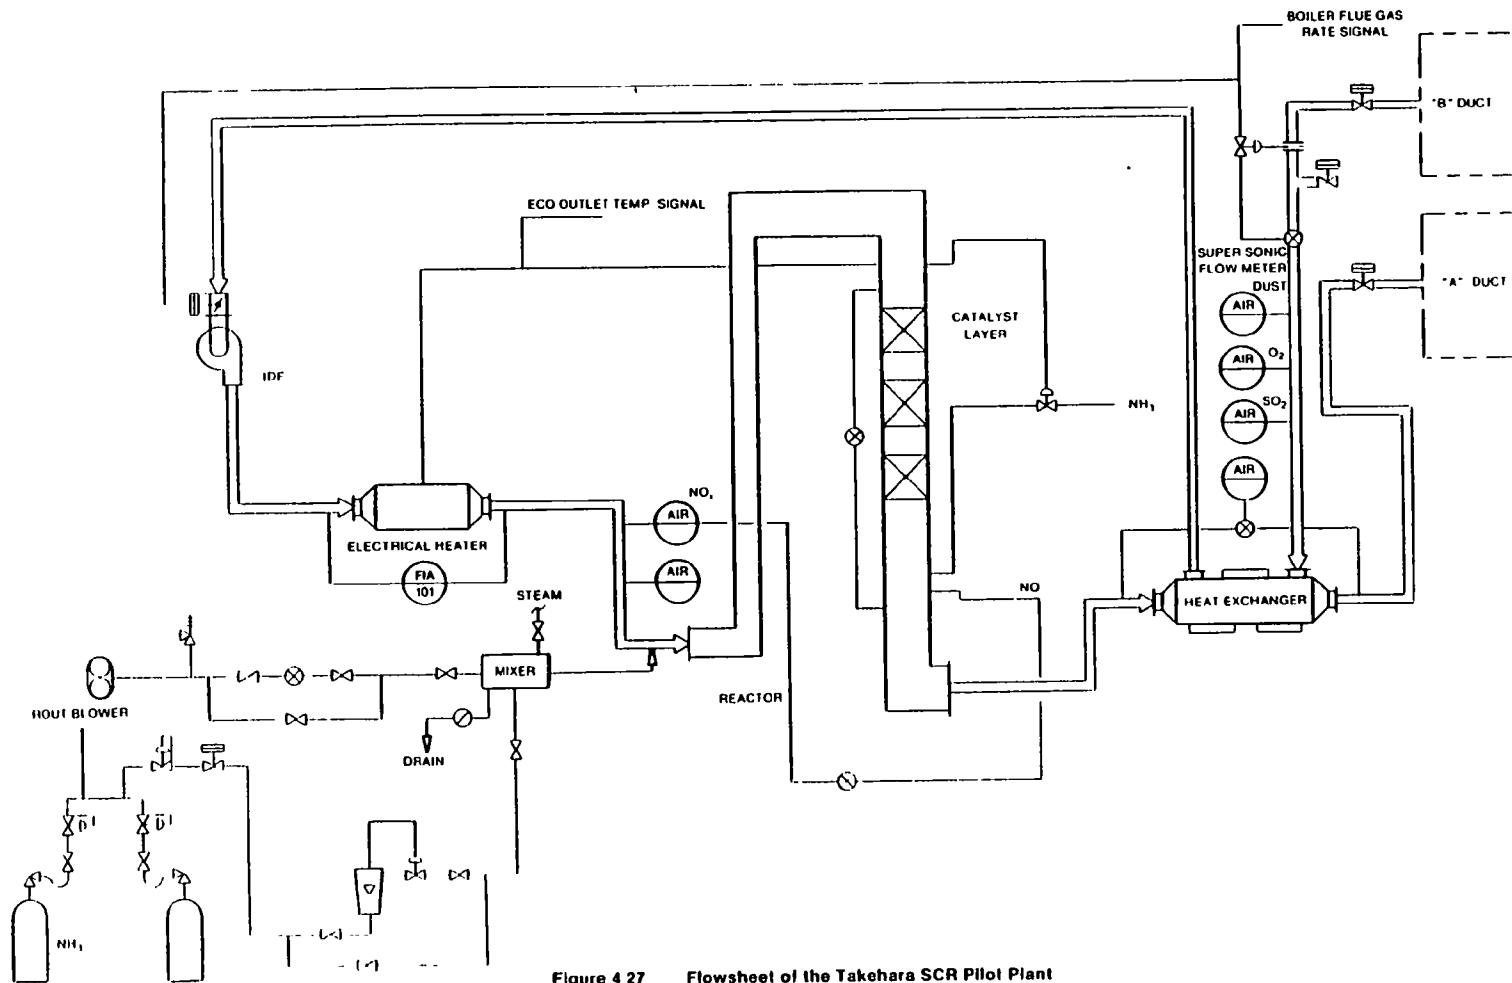 BOILER FLUE GAS
RATE SIGNAL
"B" DUCT
ECO OUTLET TEMP SIGNAL
SUPER SONIC
FLOW METER
DUST
"A" DUCT
AIR
CATALYST
LAYER
O2
AIR
IDF
SO2
AIR
NH3
AIR
NOx
AIR
ELECTRICAL HEATER
FIA
101
AIR
STEAM
NO
HEAT EXCHANGER
MIXER
REACTOR
ROUT BLOWER
DRAIN
NH3
Figure 4 27 Flowsheet of the Takehara SCR Pilot Plant